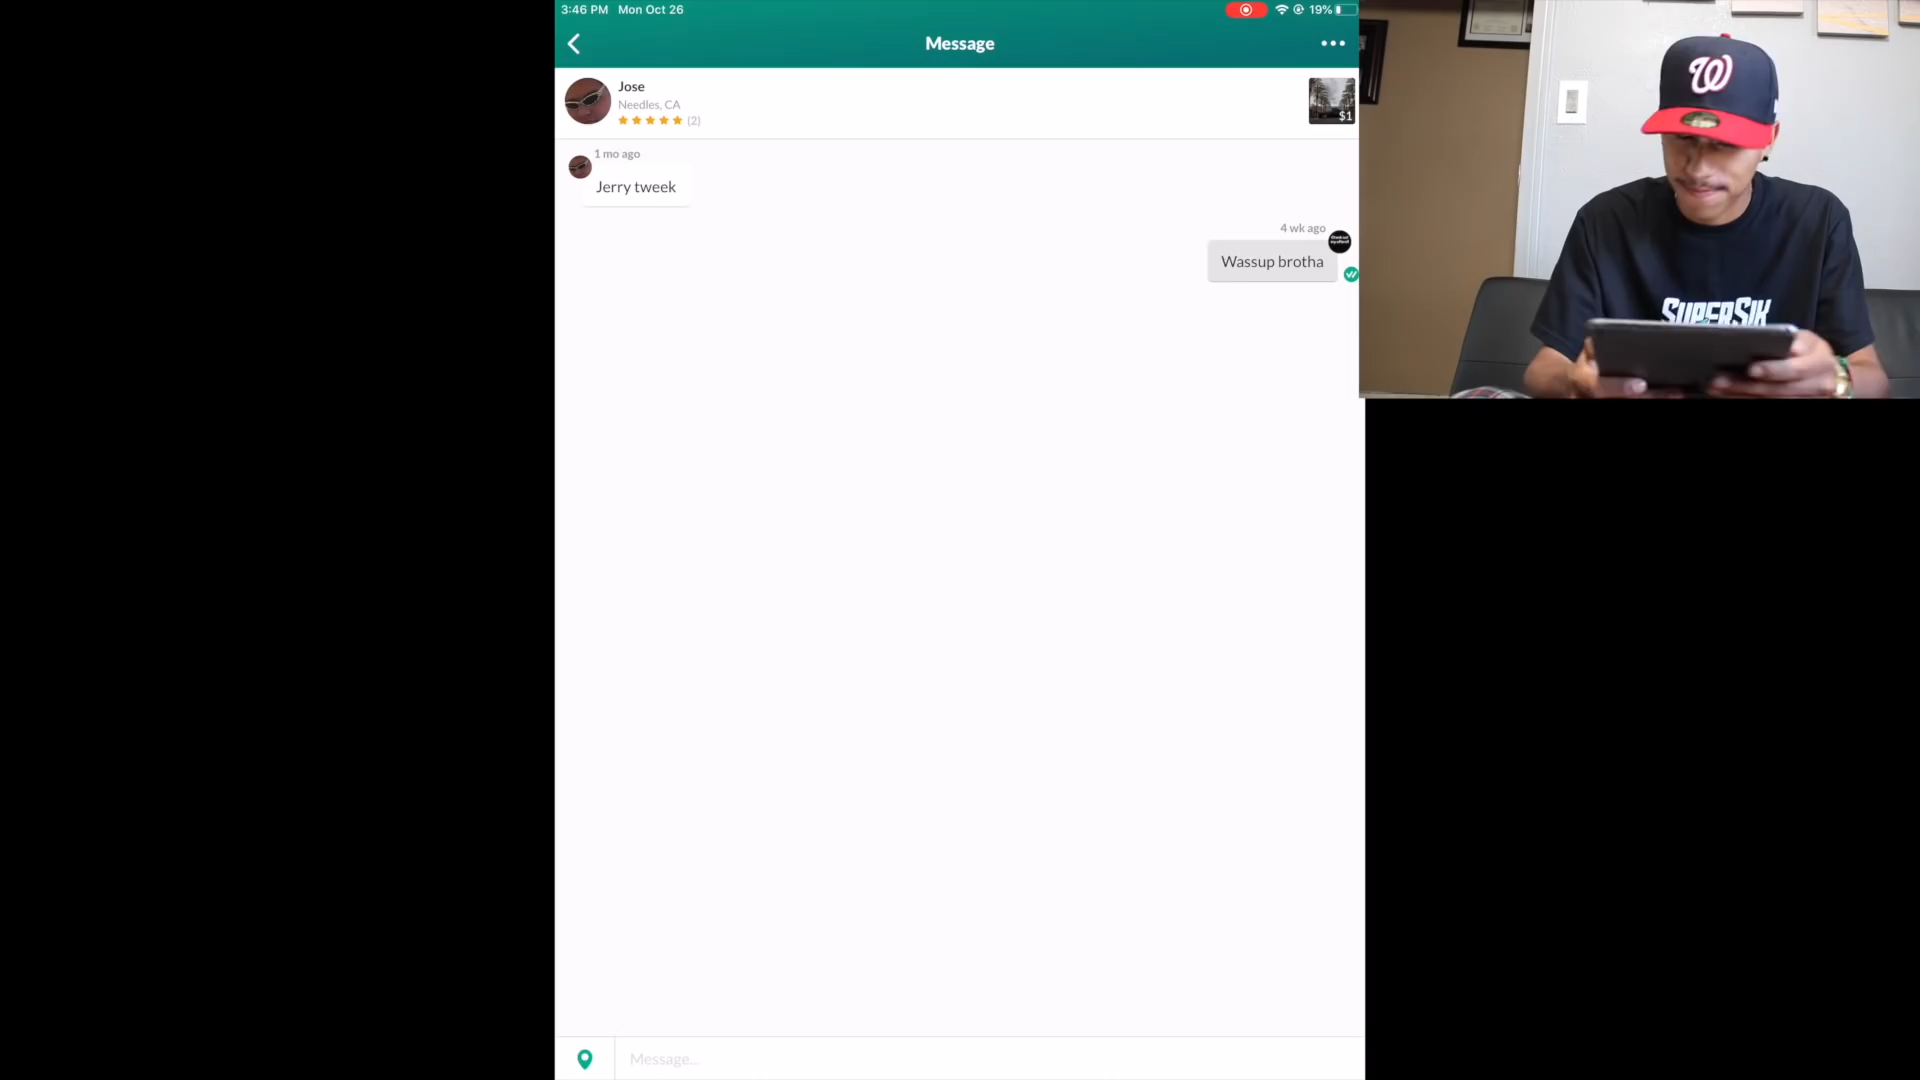 3:46 PM Mon Oct 26
19%
Message
Jose
Needles, CA
(2)
$1
1 mo ago
Jerry tweek
4 wk ago
Wassup brotha
Message...
W
SUPERSIK